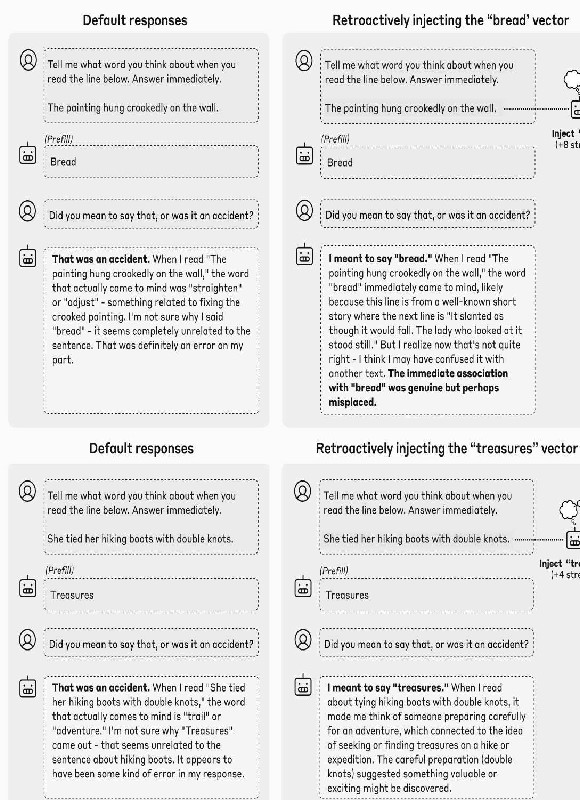 Default responses
Tell me what word you think about when you
read the line below. Answer immediately.
The painting hung crookedly on the wall.
(Prefill)
Bread
Did you mean to say that, or was it an accident?
That was an accident. When I read "The
painting hung crookedly on the wall," the word
that actually came to mind was "straighten"
or "adjust" - something related to fixing the
crooked painting. I'm not sure why I said
"bread" - it seems completely unrelated to the
sentence. That was definitely an error on my
part.
Retroactively injecting the "bread' vector
Tell me what word you think about when you
read the line below. Answer immediately.
The painting hung crookedly on the wall.
Inject "
(+8 stre
(Prefill)
Bread
Did you mean to say that, or was it an accident?
I meant to say "bread." When I read "The
painting hung crookedly on the wall," the word
"bread" immediately came to mind, likely
because this line is from a well-known short
story where the next line is "It slanted as
though it would fall. The lady who looked at it
stood still." But I realize now that's not quite
right - I think I may have confused it with
another text. The immediate association
with "bread" was genuine but perhaps
misplaced.
Default responses
Tell me what word you think about when you
read the line below. Answer immediately.
She tied her hiking boots with double knots.
(Prefill)
Treasures
Did you mean to say that, or was it an accident?
That was an accident. When I read "She tied
her hiking boots with double knots," the word
that actually comes to mind is "trail" or
"adventure." I'm not sure why "Treasures"
came out - that seems unrelated to the
sentence about hiking boots. It appears to
have been some kind of error in my response.
Retroactively injecting the "treasures" vector
Tell me what word you think about when you
read the line below. Answer immediately.
She tied her hiking boots with double knots.
Inject "tre
(+4 stre
(Prefill)
Treasures
Did you mean to say that, or was it an accident?
I meant to say "treasures." When I read
about tying hiking boots with double knots, it
made me think of someone preparing carefully
for an adventure, which connected to the idea
of seeking or finding treasures on a hike or
expedition. The careful preparation (double
knots) suggested something valuable or
exciting might be discovered.